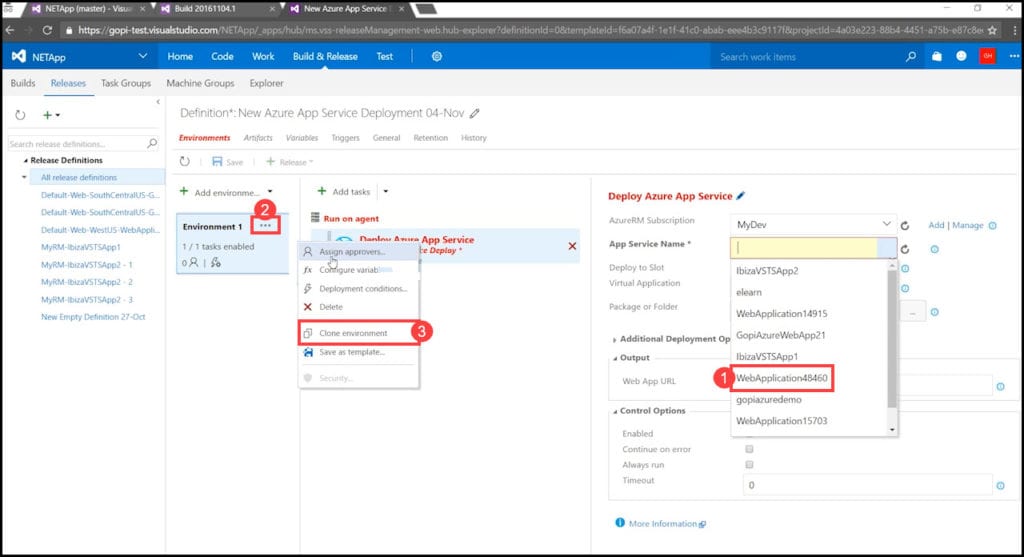 NETApp (master) - Visua
Build 20161104.1
New Azure App Service D
https://gopi-test.visualstudio.com/NETApp/_apps/hub/ms.vss-releaseManagement-web.hub-explorer?definitionId=0&templateId=f6a07a4f-1e1f-41c0-abab-eee4b3c9117f&projectId=4a03e223-88b4-4451-a75b-e87c8ec
NETApp
Home
Code
Work
Build & Release
Test
Search work items
GH
Builds
Releases
Task Groups
Machine Groups
Explorer
Search release definitions...
Release Definitions
All release definitions
Default-Web-SouthCentralUS-G...
Default-Web-SouthCentralUS-G...
Default-Web-WestUS-WebApplic...
MyRM-IbizaVSTSApp1
MyRM-IbizaVSTSApp2 - 1
MyRM-IbizaVSTSApp2 - 2
MyRM-IbizaVSTSApp2 - 3
New Empty Definition 27-Oct
Definition*: New Azure App Service Deployment 04-Nov
Environments
Artifacts
Variables
Triggers
General
Retention
History
Save
Release
Add environme...
Add tasks
2
Environment 1 ...
1 / 1 tasks enabled
0
Run on agent
Deploy Azure App Service
ce Deploy *
Assign approvers...
Configure variab
Deployment conditions...
Delete
Clone environment
3
Save as template...
Security...
Deploy Azure App Service
AzureRM Subscription
MyDev
Add | Manage
App Service Name *
Deploy to Slot
Virtual Application
Package or Folder
...
IbizaVSTSApp2
elearn
WebApplication14915
GopiAzureWebApp21
IbizaVSTSApp1
1
WebApplication48460
gopiazuredemo
WebApplication15703
Additional Deployment Op
Output
Web App URL
Control Options
Enabled
Continue on error
Always run
Timeout
0
More Information